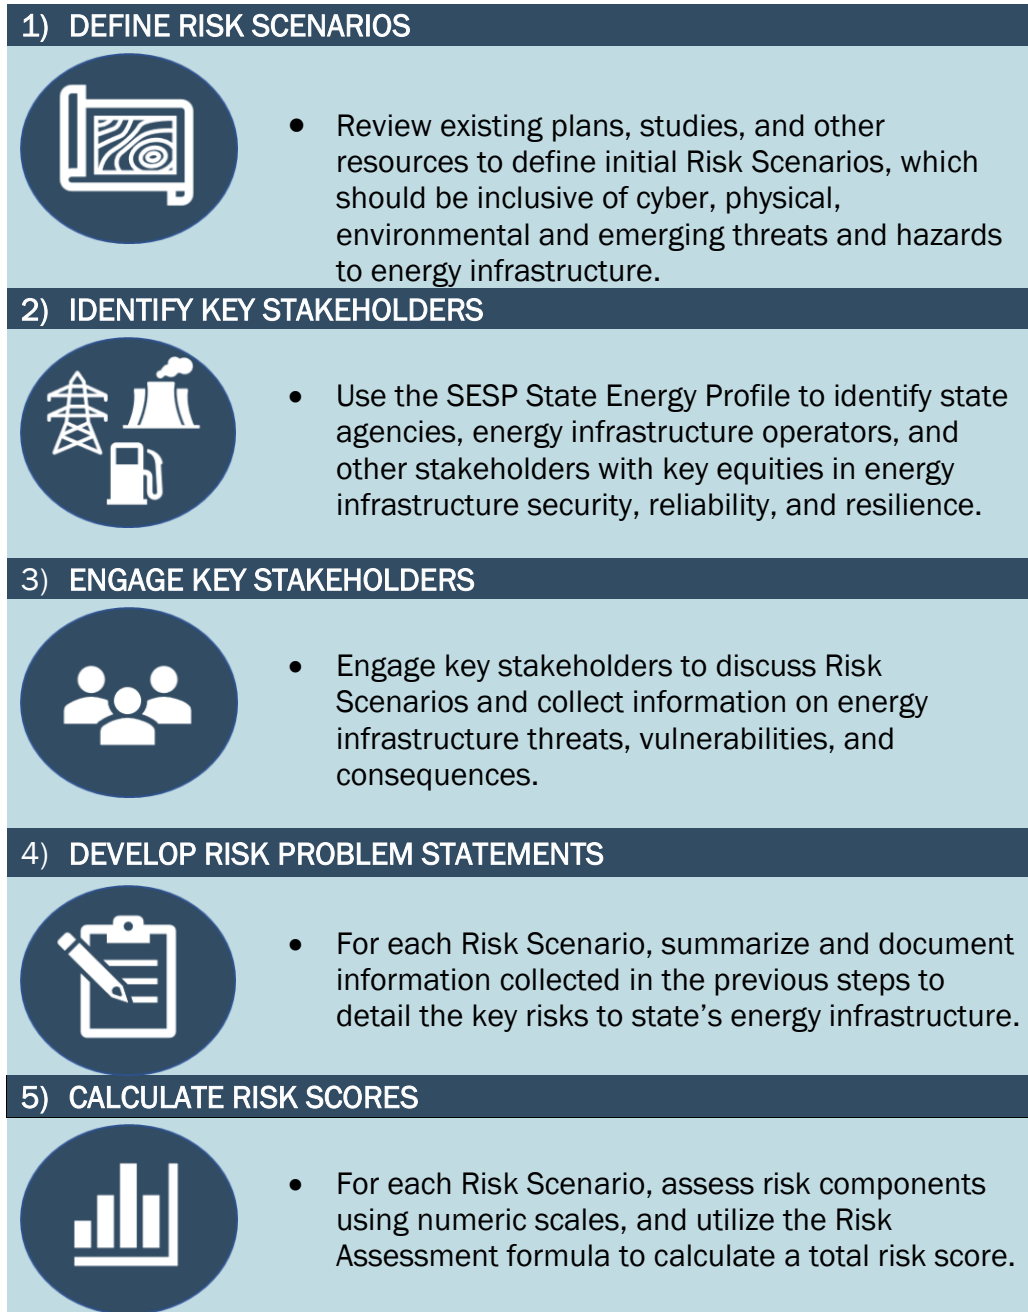 1) DEFINE RISK SCENARIOS
• Review existing plans, studies, and other
resources to define initial Risk Scenarios, which
should be inclusive of cyber, physical,
environmental and emerging threats and hazards
to energy infrastructure.
2) IDENTIFY KEY STAKEHOLDERS
• Use the SESP State Energy Profile to identify state
agencies, energy infrastructure operators, and
other stakeholders with key equities in energy
infrastructure security, reliability, and resilience.
3) ENGAGE KEY STAKEHOLDERS
• Engage key stakeholders to discuss Risk
Scenarios and collect information on energy
infrastructure threats, vulnerabilities, and
consequences.
4) DEVELOP RISK PROBLEM STATEMENTS
• For each Risk Scenario, summarize and document
information collected in the previous steps to
detail the key risks to state’s energy infrastructure.
5) CALCULATE RISK SCORES
• For each Risk Scenario, assess risk components
using numeric scales, and utilize the Risk
Assessment formula to calculate a total risk score.